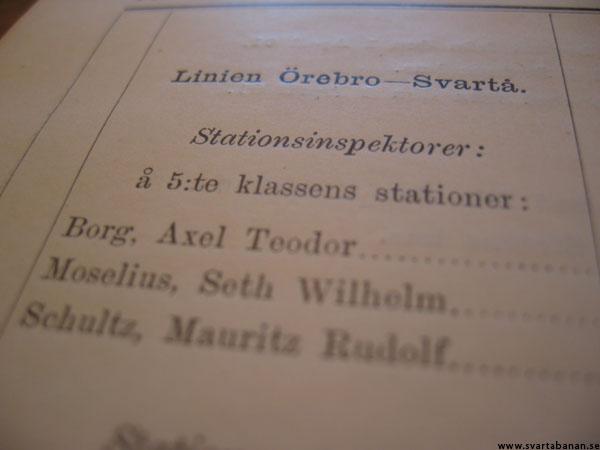 Linien Örebro—Svartå.
Stationsinspektorer:
å 5:te klassens stationer:
Borg, Axel Teodor
Moselius, Seth Wilhelm
Schultz, Mauritz Rudolf
www.svartabanan.se